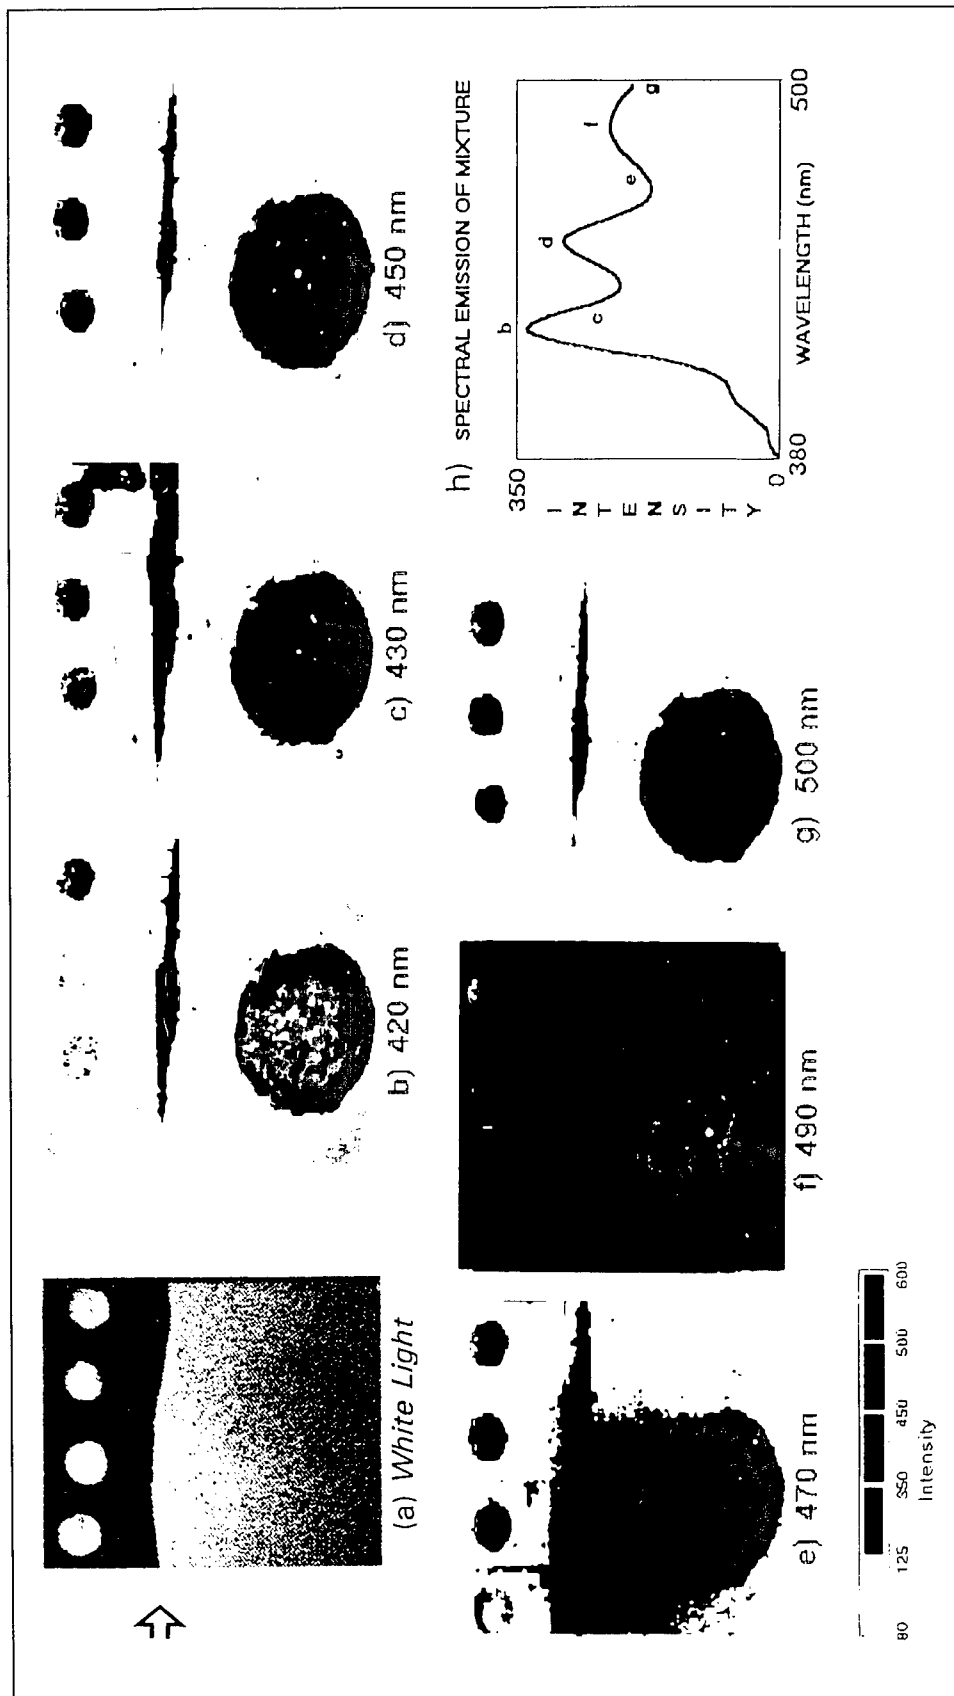 (a) White Light
b) 420 nm
c) 430 nm
d) 450 nm
e) 470 nm
f) 490 nm
g) 500 nm
h) SPECTRAL EMISSION OF MIXTURE
350
INTENSITY
0
380
500
WAVELENGTH (nm)
b
c
d
e
f
g
80 125 350 450 500 600
Intensity